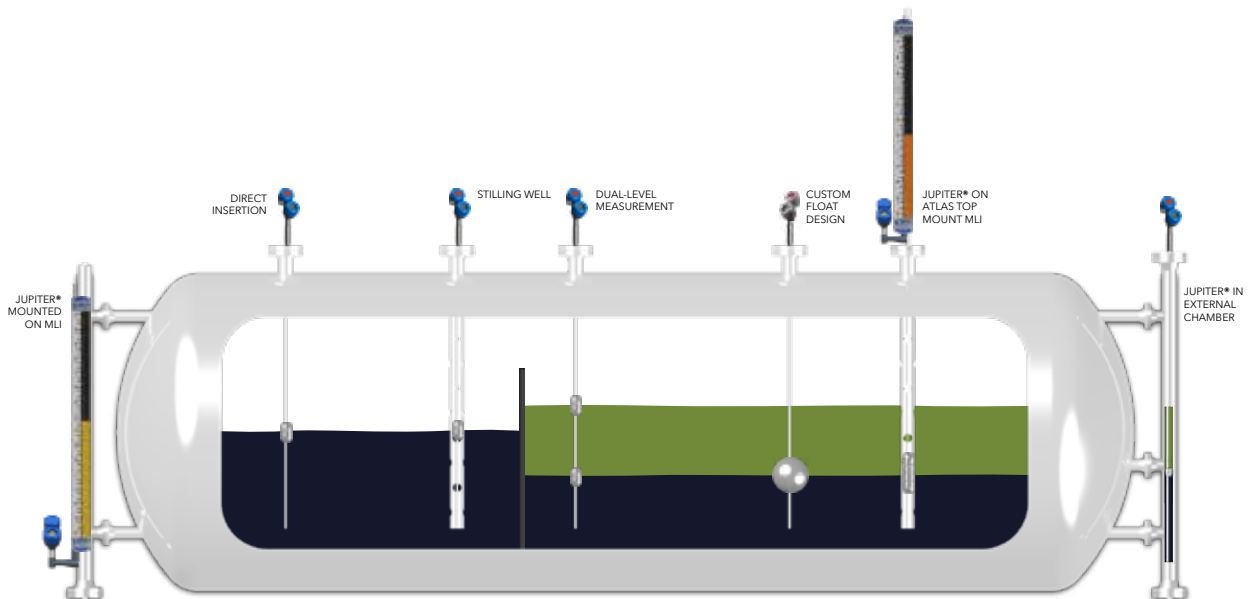 DIRECT
INSERTION
STILLING WELL
DUAL-LEVEL
MEASUREMENT
CUSTOM
FLOAT
DESIGN
JUPITER® ON
ATLAS TOP
MOUNT MLI
JUPITER®
MOUNTED
ON MLI
JUPITER® IN
EXTERNAL
CHAMBER